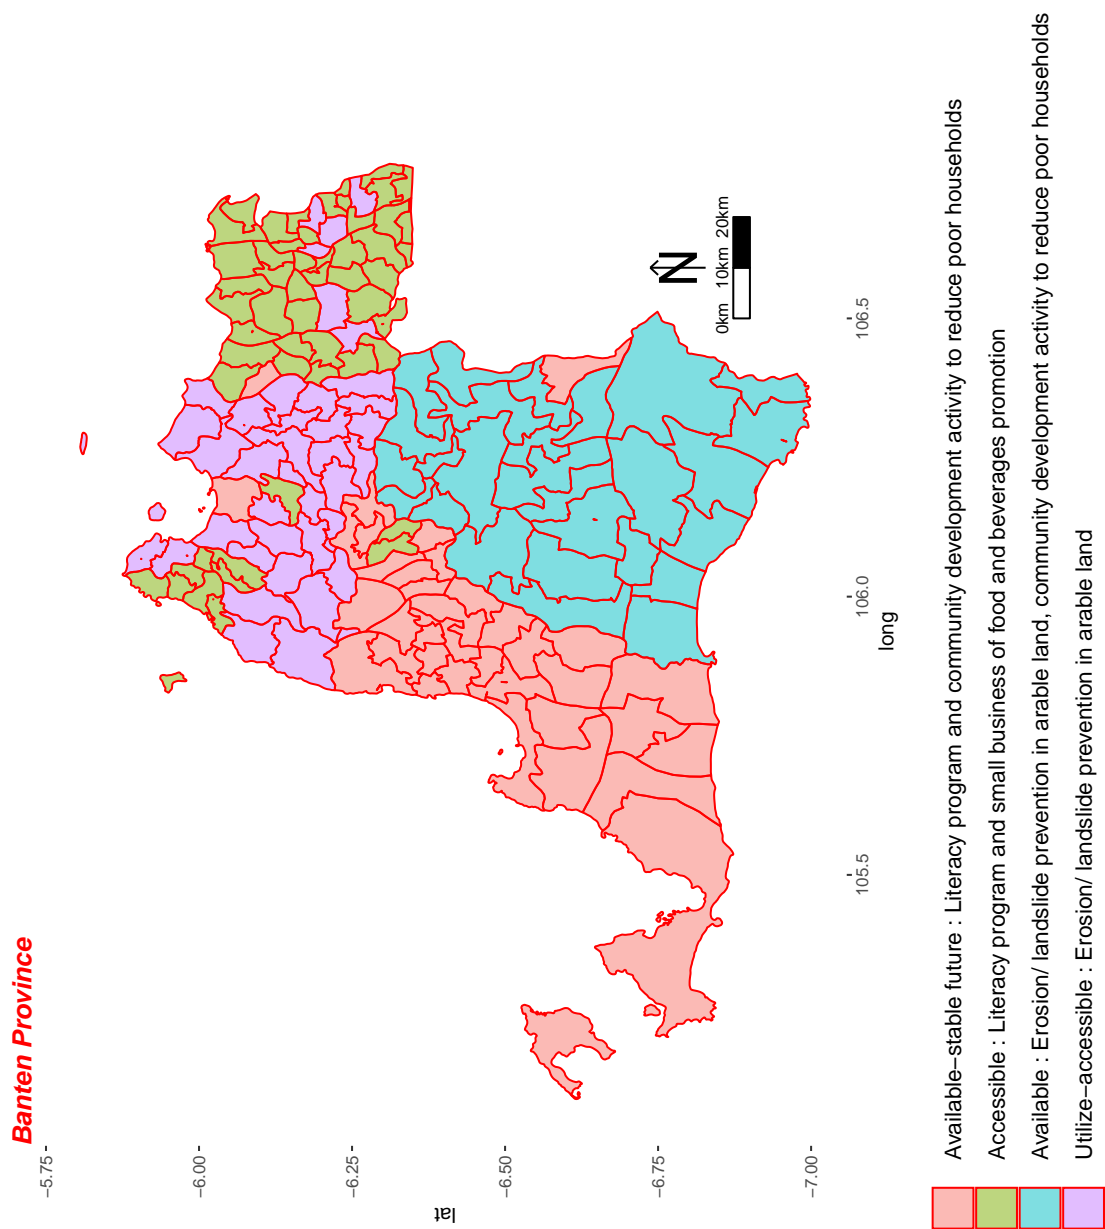 Banten Province
−5.75
−6.00
−6.25
−6.50
−6.75
−7.00
lat
105.5
106.0
106.5
long
N
0km 10km 20km
Available−stable future : Literacy program and community development activity to reduce poor households
Accessible : Literacy program and small business of food and beverages promotion
Available : Erosion/ landslide prevention in arable land, community development activity to reduce poor households
Utilize−accessible : Erosion/ landslide prevention in arable land